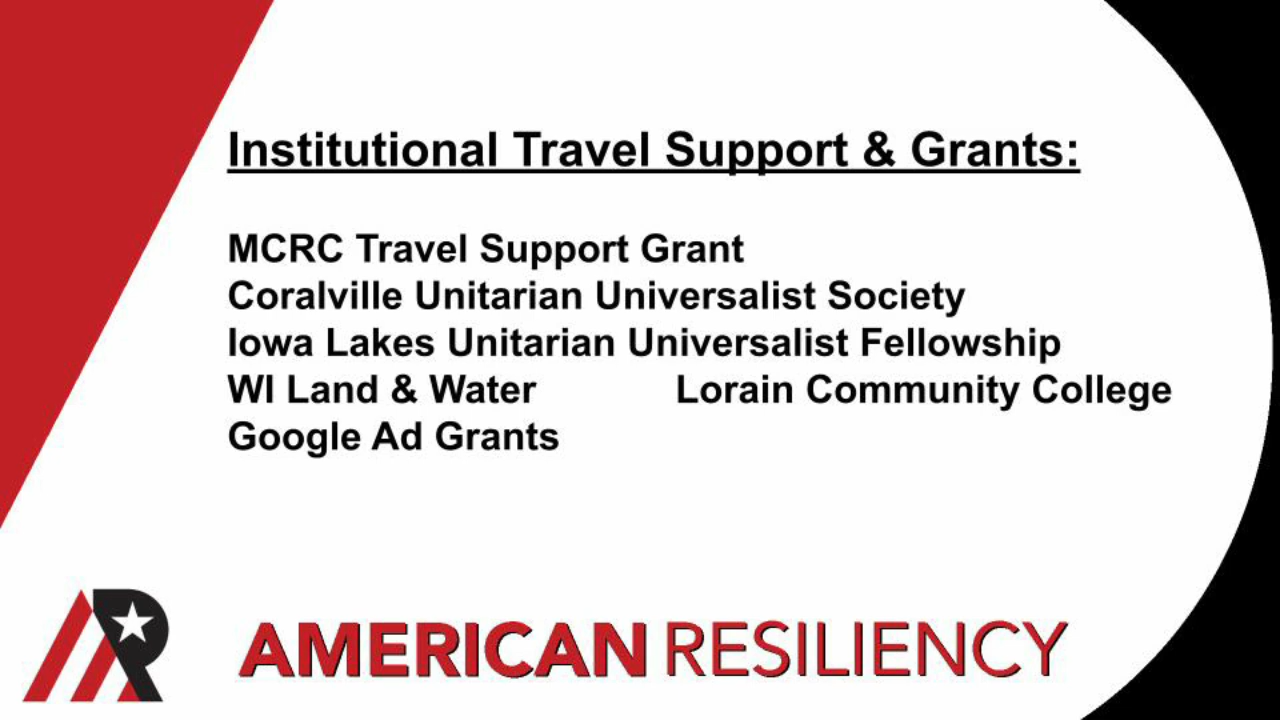 Institutional Travel Support & Grants:
MCRC Travel Support Grant
Coralville Unitarian Universalist Society
Iowa Lakes Unitarian Universalist Fellowship
WI Land & Water Lorain Community College
Google Ad Grants
AR
AMERICAN RESILIENCY